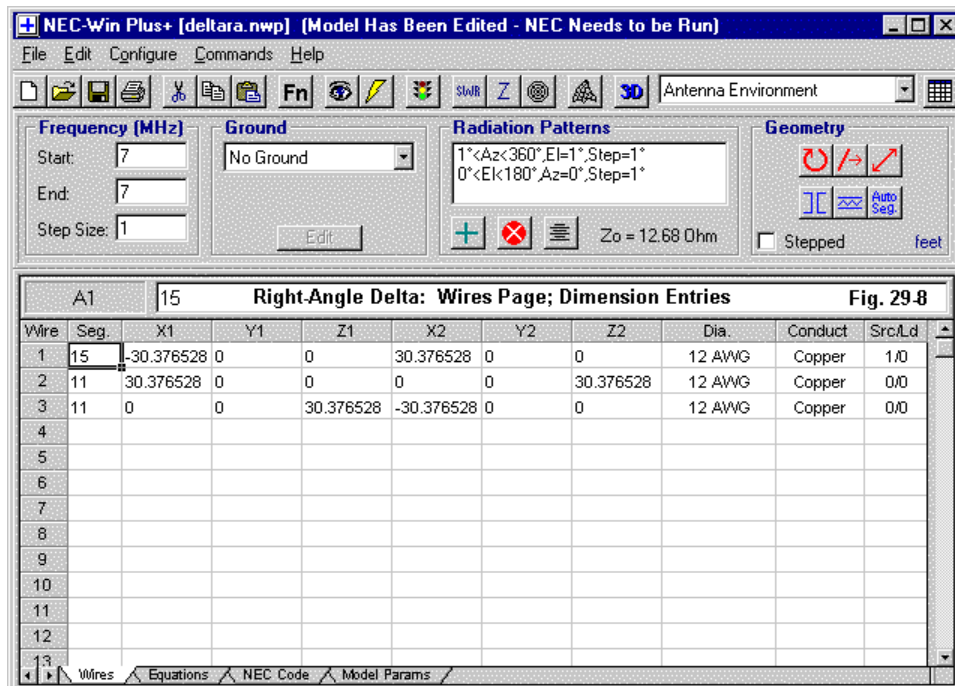 NEC-Win Plus+ [deltara.nwp] (Model Has Been Edited - NEC Needs to be Run)
File Edit Configure Commands Help
Fn SWR Z 3D Antenna Environment
Frequency (MHz) Ground Radiation Patterns Geometry
Start: 7 No Ground 1°<Az<360°,El=1°,Step=1°
0°<El<180°,Az=0°,Step=1°
End: 7 Auto Seg.
Step Size: 1 Edit Zo = 12.68 Ohm Stepped feet
A1 15 Right-Angle Delta: Wires Page; Dimension Entries Fig. 29-8
Wire Seg. X1 Y1 Z1 X2 Y2 Z2 Dia. Conduct Src/Ld
1 15 -30.376528 0 0 30.376528 0 0 12 AWG Copper 1/0
2 11 30.376528 0 0 0 0 30.376528 12 AWG Copper 0/0
3 11 0 0 30.376528 -30.376528 0 0 12 AWG Copper 0/0
4
5
6
7
8
9
10
11
12
13
Wires Equations NEC Code Model Params